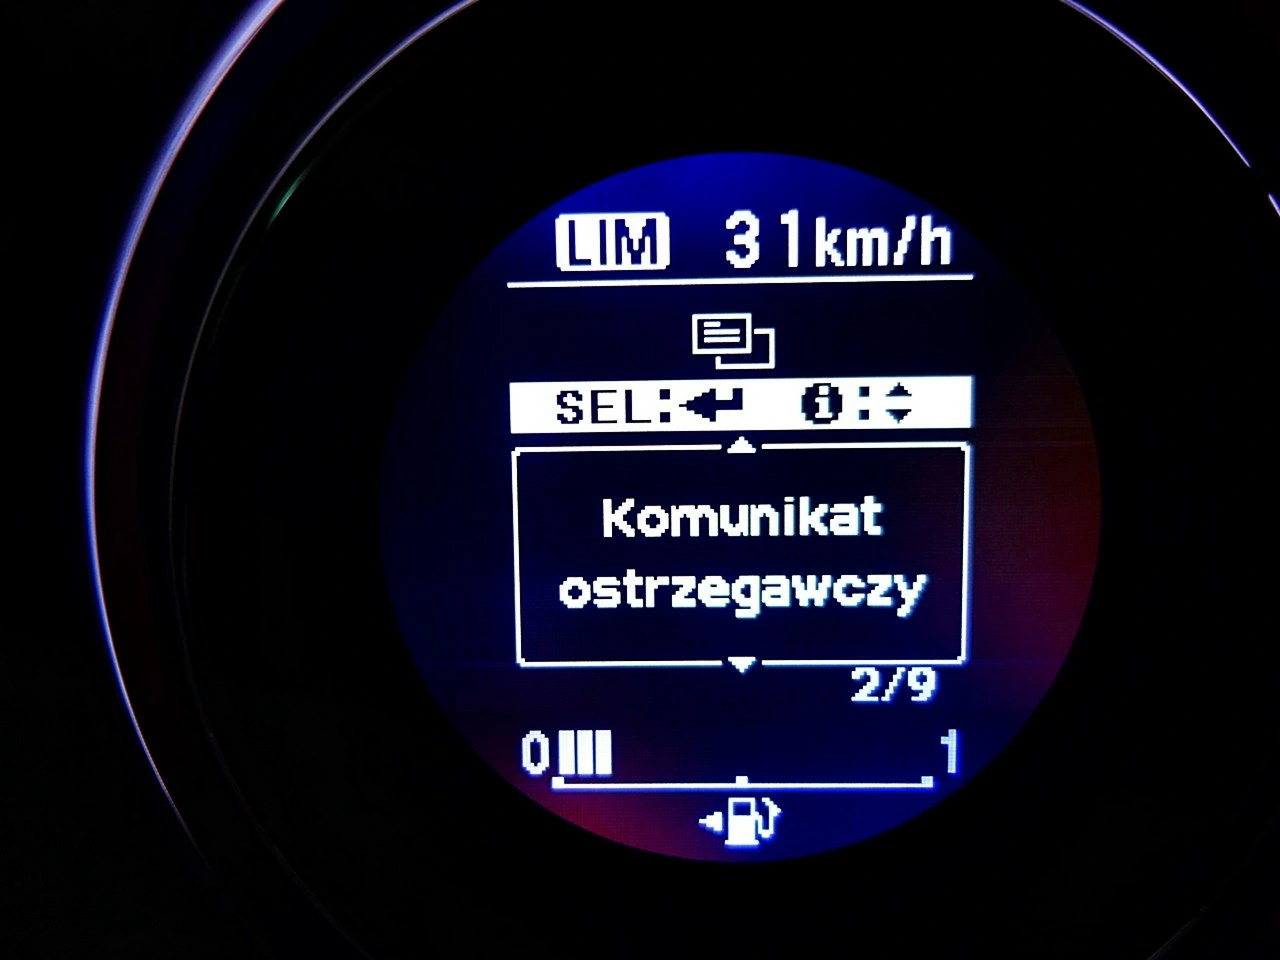 LIM 31km/h
SEL: i:
Komunikat
ostrzegawczy
2/9
0 1